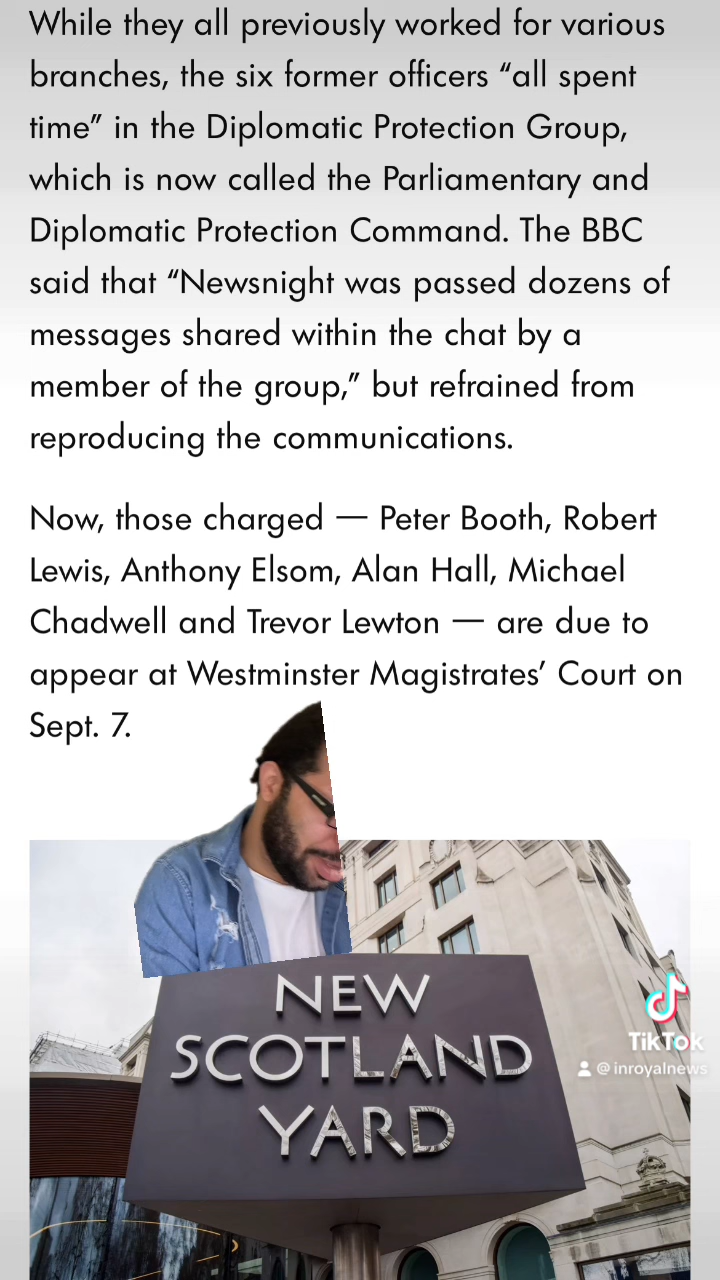 While they all previously worked for various
branches, the six former officers “all spent
time” in the Diplomatic Protection Group,
which is now called the Parliamentary and
Diplomatic Protection Command. The BBC
said that “Newsnight was passed dozens of
messages shared within the chat by a
member of the group,” but refrained from
reproducing the communications.
Now, those charged — Peter Booth, Robert
Lewis, Anthony Elsom, Alan Hall, Michael
Chadwell and Trevor Lewton — are due to
appear at Westminster Magistrates’ Court on
Sept. 7.
NEW
SCOTLAND
YARD
TikTok
@inroyalnews